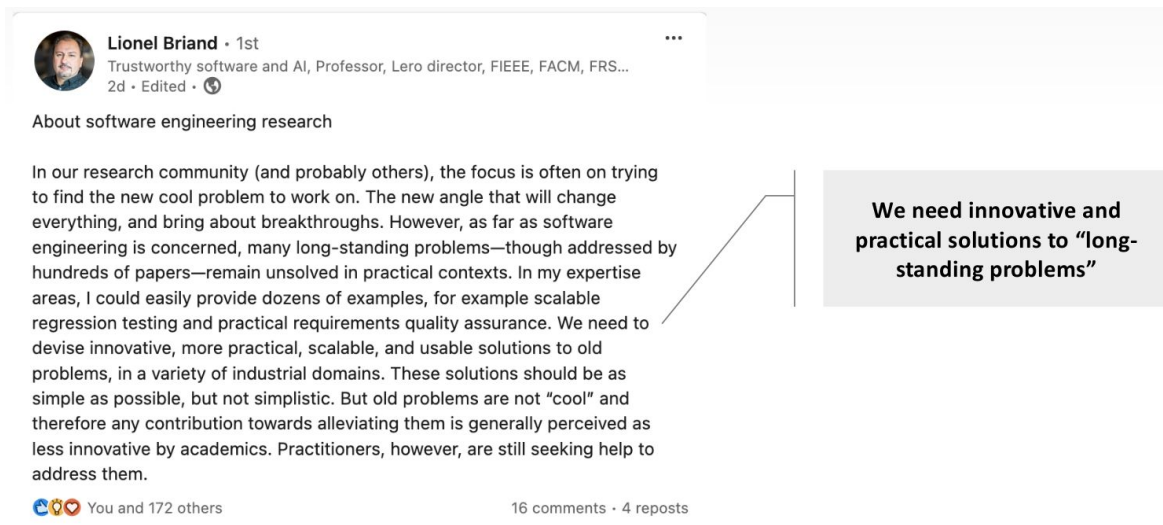 Lionel Briand • 1st
Trustworthy software and AI, Professor, Lero director, FIEEE, FACM, FRS...
2d • Edited •
About software engineering research
In our research community (and probably others), the focus is often on trying
to find the new cool problem to work on. The new angle that will change
everything, and bring about breakthroughs. However, as far as software
engineering is concerned, many long-standing problems—though addressed by
hundreds of papers—remain unsolved in practical contexts. In my expertise
areas, I could easily provide dozens of examples, for example scalable
regression testing and practical requirements quality assurance. We need to
devise innovative, more practical, scalable, and usable solutions to old
problems, in a variety of industrial domains. These solutions should be as
simple as possible, but not simplistic. But old problems are not “cool” and
therefore any contribution towards alleviating them is generally perceived as
less innovative by academics. Practitioners, however, are still seeking help to
address them.
You and 172 others
16 comments • 4 reposts
We need innovative and
practical solutions to “long-
standing problems”